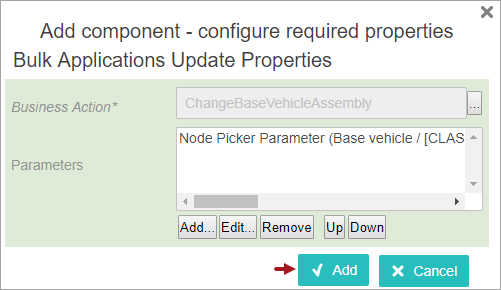 Add component - configure required properties
Bulk Applications Update Properties
Business Action*
ChangeBaseVehicleAssembly
...
Parameters
Node Picker Parameter (Base vehicle / [CLAS
Add... Edit... Remove Up Down
Add Cancel